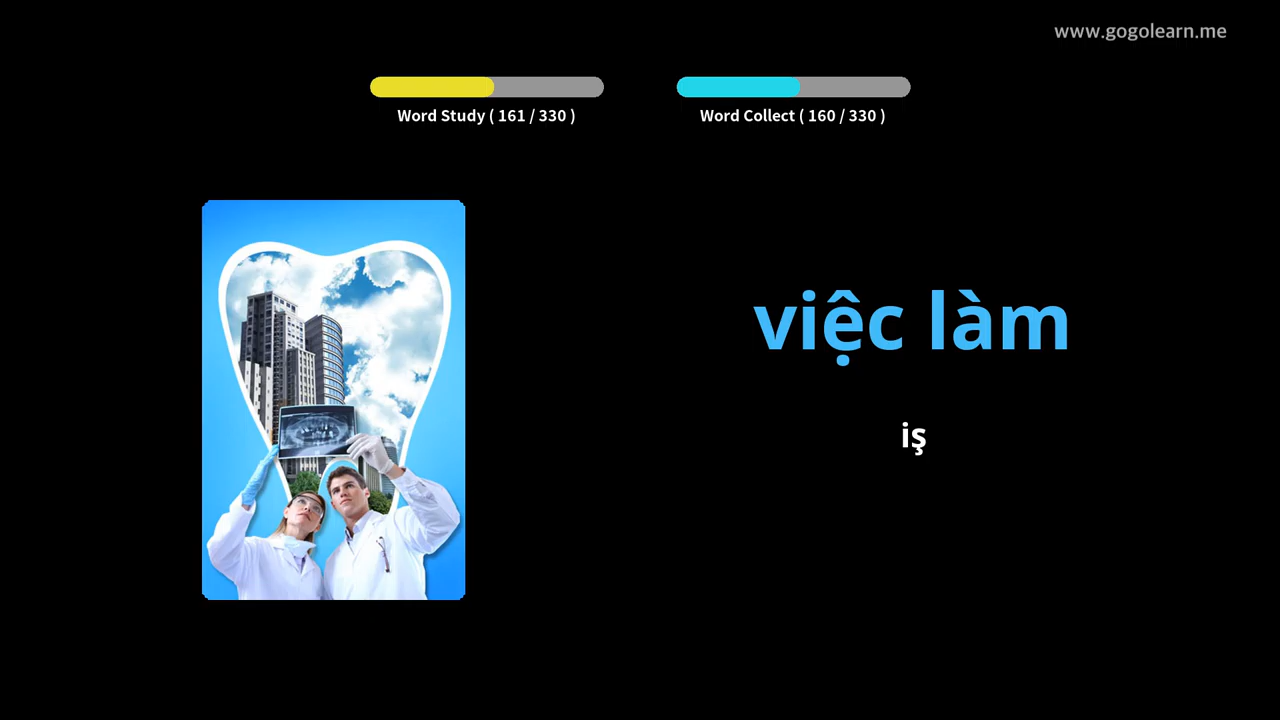 www.gogolearn.me
Word Study ( 161 / 330 )
Word Collect ( 160 / 330 )
việc làm
iş